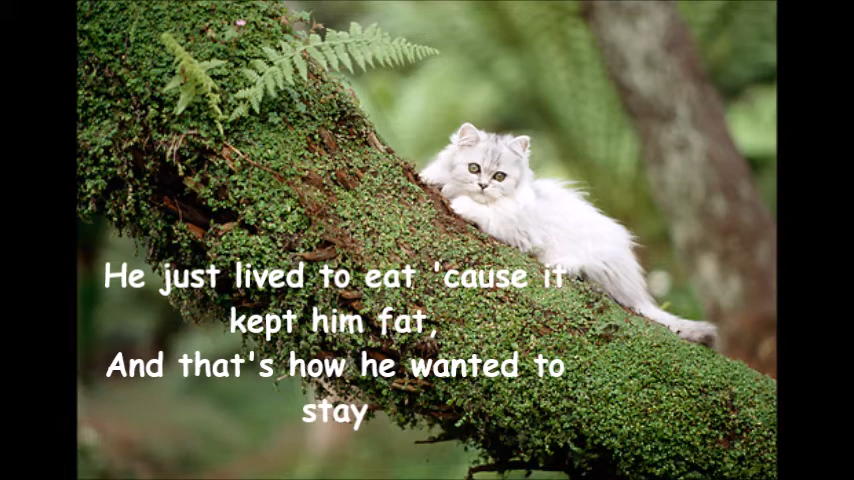 He just lived to eat 'cause it
kept him fat,
And that's how he wanted to
stay